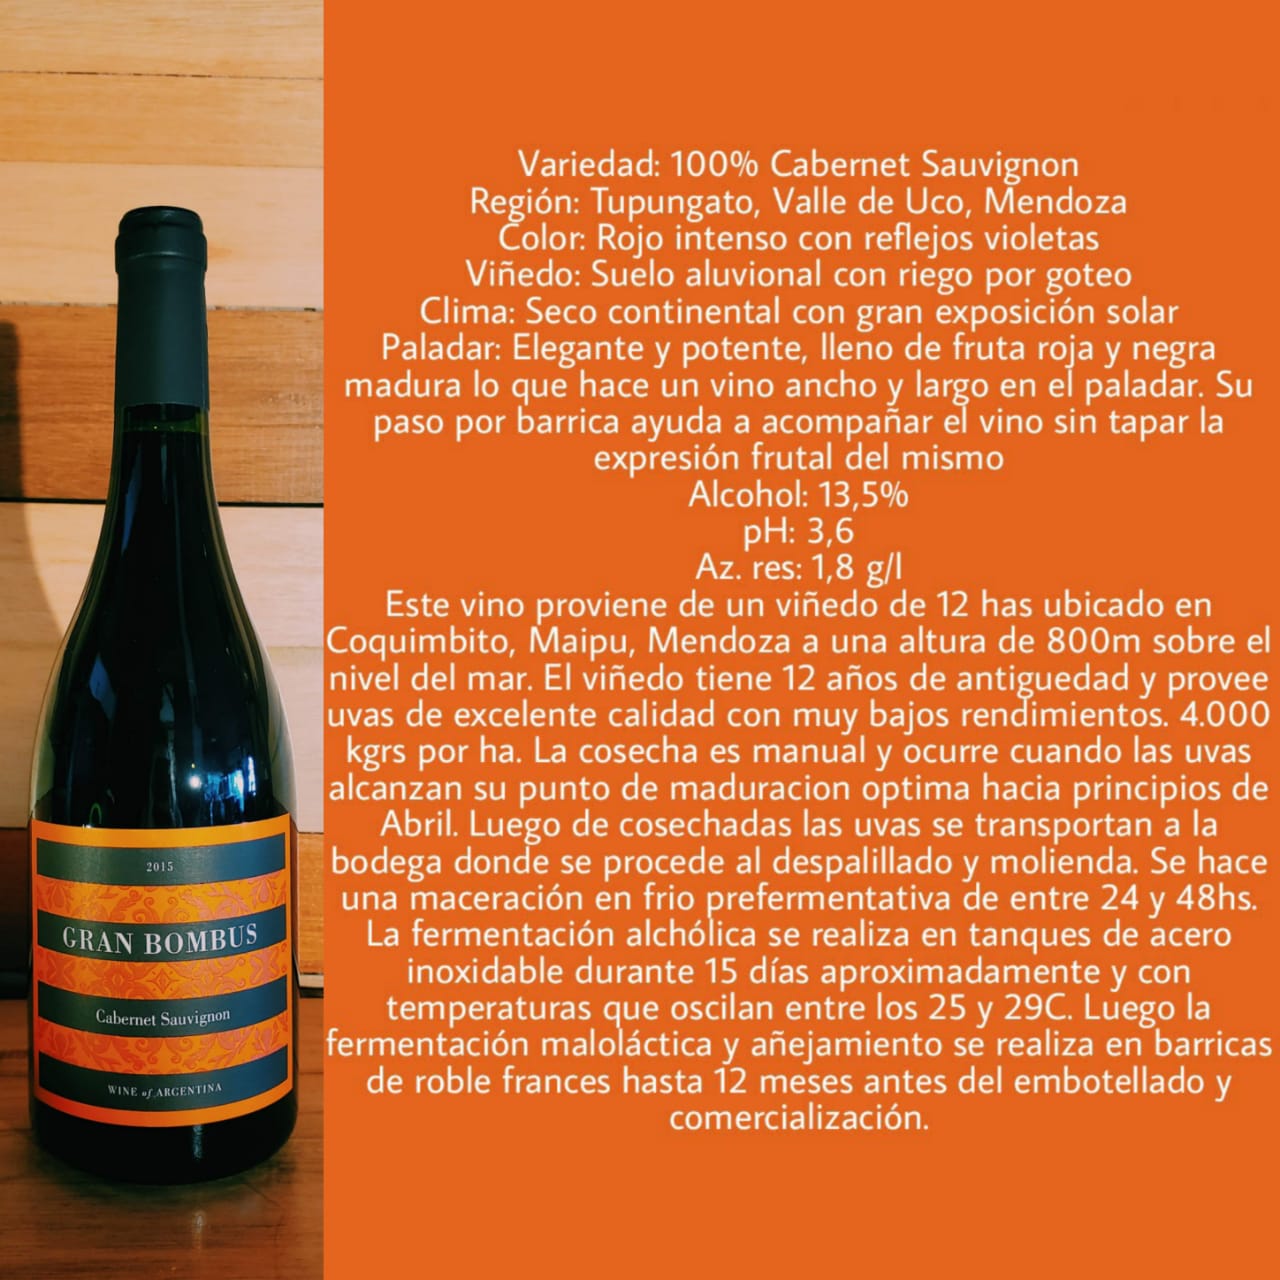 2015
GRAN BOMBUS
Cabernet Sauvignon
WINE of ARGENTINA
Variedad: 100% Cabernet Sauvignon
Región: Tupungato, Valle de Uco, Mendoza
Color: Rojo intenso con reflejos violetas
Viñedo: Suelo aluvional con riego por goteo
Clima: Seco continental con gran exposición solar
Paladar: Elegante y potente, lleno de fruta roja y negra
madura lo que hace un vino ancho y largo en el paladar. Su
paso por barrica ayuda a acompañar el vino sin tapar la
expresión frutal del mismo
Alcohol: 13,5%
pH: 3,6
Az. res: 1,8 g/l
Este vino proviene de un viñedo de 12 has ubicado en
Coquimbito, Maipu, Mendoza a una altura de 800m sobre el
nivel del mar. El viñedo tiene 12 años de antiguedad y provee
uvas de excelente calidad con muy bajos rendimientos. 4.000
kgrs por ha. La cosecha es manual y ocurre cuando las uvas
alcanzan su punto de maduracion optima hacia principios de
Abril. Luego de cosechadas las uvas se transportan a la
bodega donde se procede al despalillado y molienda. Se hace
una maceración en frio prefermentativa de entre 24 y 48hs.
La fermentación alchólica se realiza en tanques de acero
inoxidable durante 15 días aproximadamente y con
temperaturas que oscilan entre los 25 y 29C. Luego la
fermentación maloláctica y añejamiento se realiza en barricas
de roble frances hasta 12 meses antes del embotellado y
comercialización.